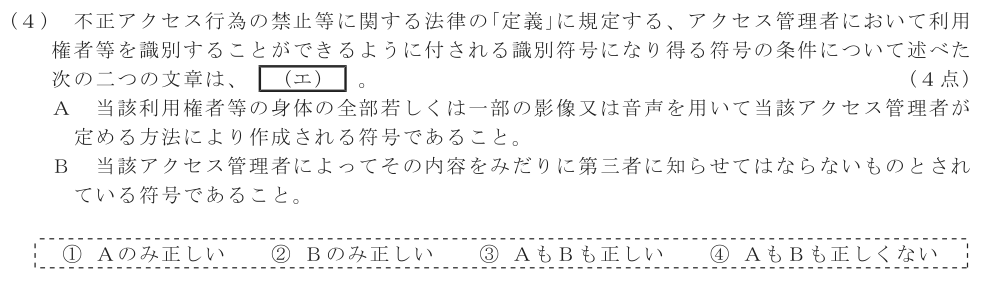 (４) 不正アクセス行為の禁止等に関する法律の｢定義｣に規定する、アクセス管理者において利用
権者等を識別することができるように付される識別符号になり得る符号の条件について述べた
次の二つの文章は、 (エ) 。 (４点)
Ａ 当該利用権者等の身体の全部若しくは一部の影像又は音声を用いて当該アクセス管理者が
定める方法により作成される符号であること。
Ｂ 当該アクセス管理者によってその内容をみだりに第三者に知らせてはならないものとされ
ている符号であること。
① Ａのみ正しい ② Ｂのみ正しい ③ ＡもＢも正しい ④ ＡもＢも正しくない